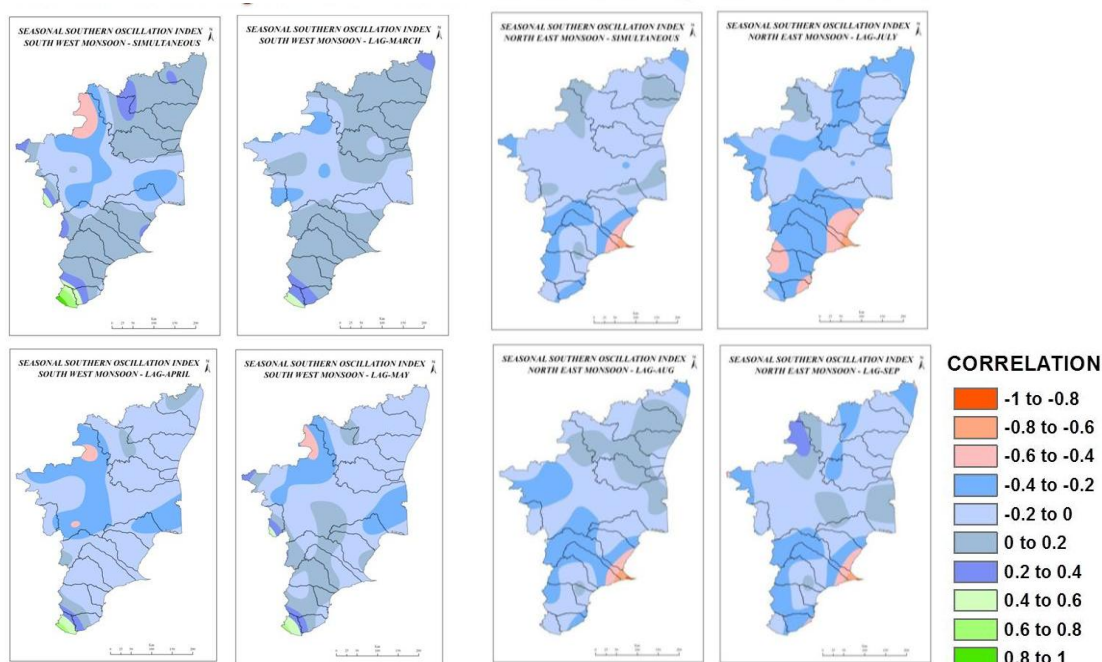 SEASONAL SOUTHERN OSCILLATION INDEX
SOUTH WEST MONSOON - SIMULTANEOUS
SEASONAL SOUTHERN OSCILLATION INDEX
SOUTH WEST MONSOON - LAG-MARCH
SEASONAL SOUTHERN OSCILLATION INDEX
NORTH EAST MONSOON - SIMULTANEOUS
SEASONAL SOUTHERN OSCILLATION INDEX
NORTH EAST MONSOON - LAG-JULY
SEASONAL SOUTHERN OSCILLATION INDEX
SOUTH WEST MONSOON - LAG-APRIL
SEASONAL SOUTHERN OSCILLATION INDEX
SOUTH WEST MONSOON - LAG-MAY
SEASONAL SOUTHERN OSCILLATION INDEX
NORTH EAST MONSOON - LAG-AUG
SEASONAL SOUTHERN OSCILLATION INDEX
NORTH EAST MONSOON - LAG-SEP
CORRELATION
-1 to -0.8
-0.8 to -0.6
-0.6 to -0.4
-0.4 to -0.2
-0.2 to 0
0 to 0.2
0.2 to 0.4
0.4 to 0.6
0.6 to 0.8
0.8 to 1